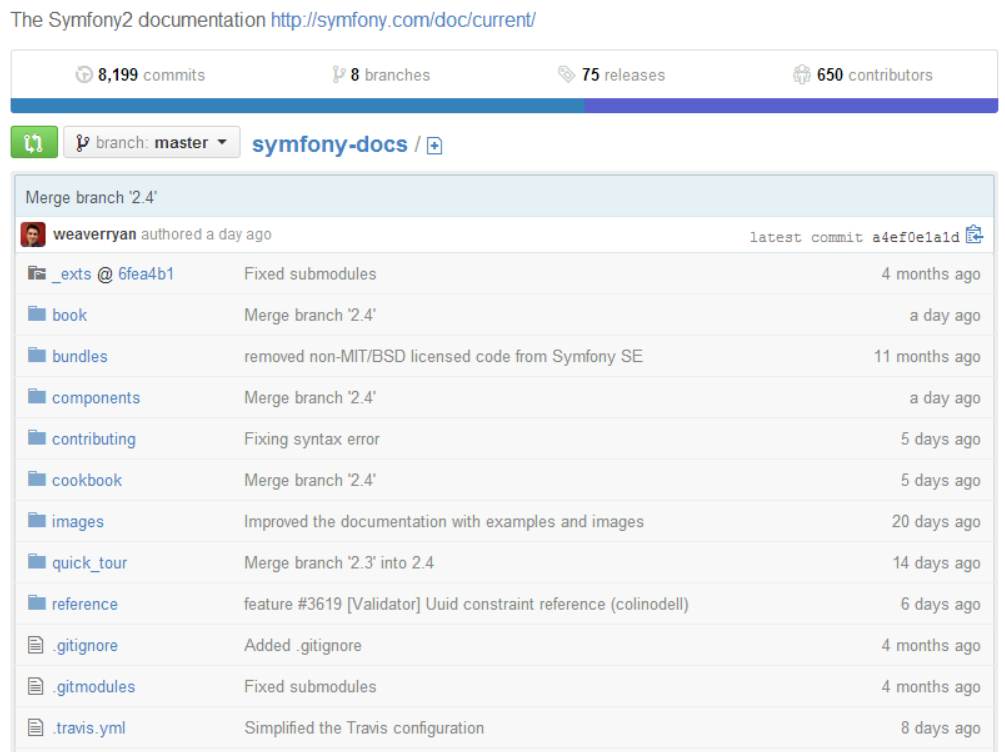 The Symfony2 documentation http://symfony.com/doc/current/
8,199 commits 8 branches 75 releases 650 contributors
branch: master symfony-docs /
Merge branch '2.4'
weaverryan authored a day ago latest commit a4ef0e1a1d
_exts @ 6fea4b1 Fixed submodules 4 months ago
book Merge branch '2.4' a day ago
bundles removed non-MIT/BSD licensed code from Symfony SE 11 months ago
components Merge branch '2.4' a day ago
contributing Fixing syntax error 5 days ago
cookbook Merge branch '2.4' 5 days ago
images Improved the documentation with examples and images 20 days ago
quick_tour Merge branch '2.3' into 2.4 14 days ago
reference feature #3619 [Validator] Uuid constraint reference (colinodell) 6 days ago
.gitignore Added .gitignore 4 months ago
.gitmodules Fixed submodules 4 months ago
.travis.yml Simplified the Travis configuration 8 days ago